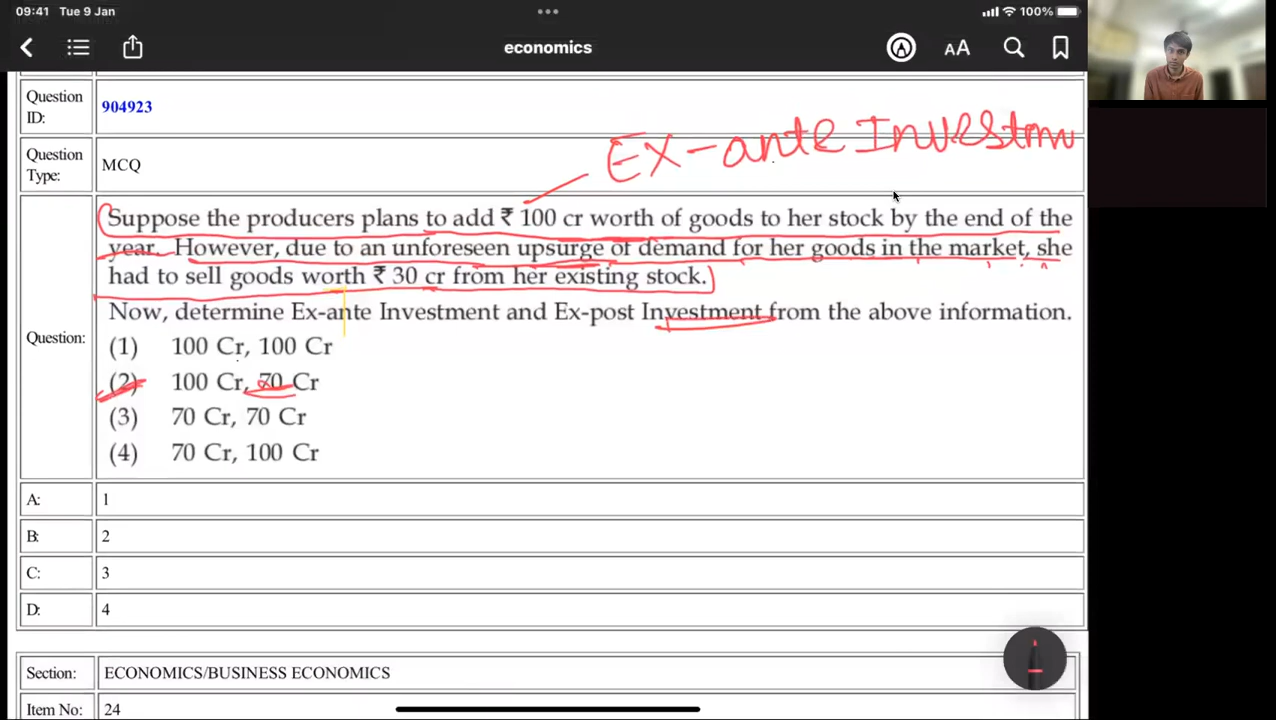 09:41 Tue 9 Jan
100%
economics
AA
Question ID:
904923
Question Type:
MCQ
Ex-ante Investm
Question:
Suppose the producers plans to add ₹ 100 cr worth of goods to her stock by the end of the
year. However, due to an unforeseen upsurge of demand for her goods in the market, she
had to sell goods worth ₹ 30 cr from her existing stock.
Now, determine Ex-ante Investment and Ex-post Investment from the above information.
(1) 100 Cr, 100 Cr
(2) 100 Cr, 70 Cr
(3) 70 Cr, 70 Cr
(4) 70 Cr, 100 Cr
A: 1
B: 2
C: 3
D: 4
Section: ECONOMICS/BUSINESS ECONOMICS
Item No: 24